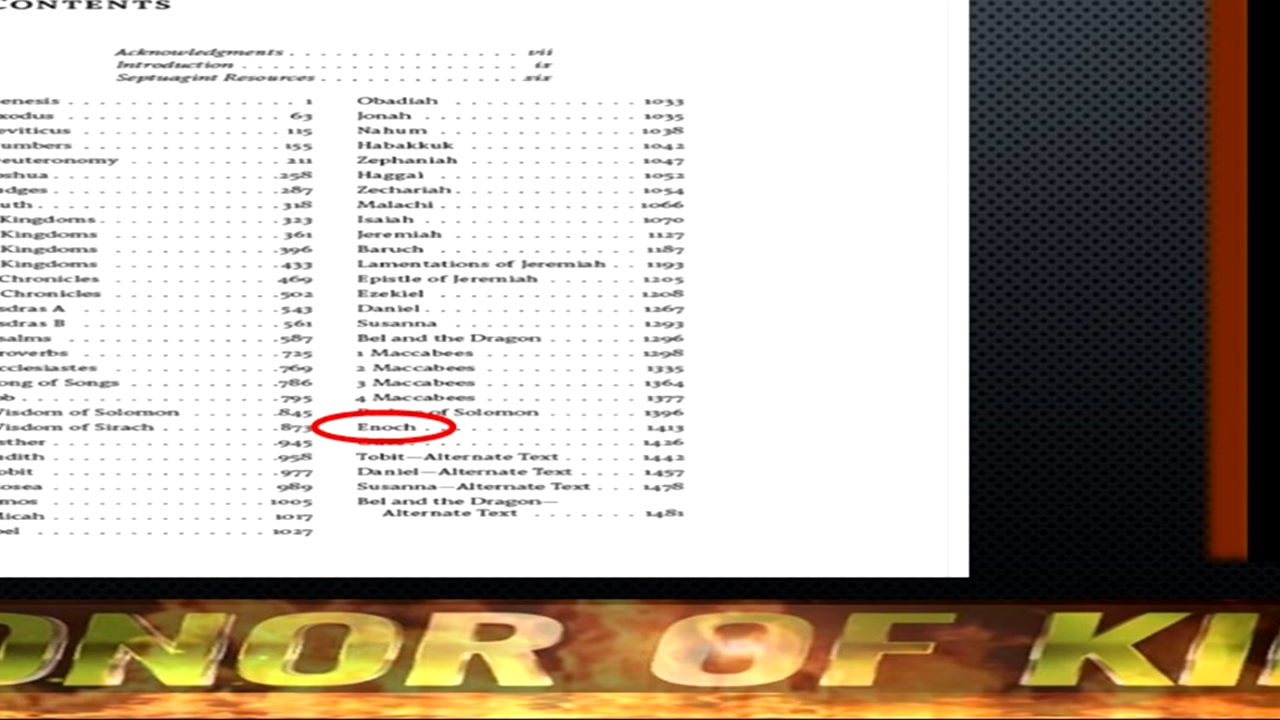 CONTENTS
Acknowledgments . . . . . . . . . . . . . . . . vii
Introduction . . . . . . . . . . . . . . . . ix
Septuagint Resources . . . . . . . . . . . . . . xix
enesis . . . . . . . . . . . . . . 1
xodus . . . . . . . . . . . . . . 63
eviticus . . . . . . . . . . . . . . 115
umbers . . . . . . . . . . . . . . 155
euteronomy . . . . . . . . . . . . . . 211
oshua . . . . . . . . . . . . . . 258
udges . . . . . . . . . . . . . . 287
uth . . . . . . . . . . . . . . 318
Kingdoms . . . . . . . . . . . . . . 323
Kingdoms . . . . . . . . . . . . . . 361
Kingdoms . . . . . . . . . . . . . . 396
Kingdoms . . . . . . . . . . . . . . 433
Chronicles . . . . . . . . . . . . . . 469
Chronicles . . . . . . . . . . . . . . 502
sdras A . . . . . . . . . . . . . . 543
sdras B . . . . . . . . . . . . . . 561
salms . . . . . . . . . . . . . . 587
roverbs . . . . . . . . . . . . . . 725
cclesiastes . . . . . . . . . . . . . . 769
ong of Songs . . . . . . . . . . . . . . 786
b . . . . . . . . . . . . . . 795
Wisdom of Solomon . . . . . . 845
Wisdom of Sirach . . . . . . . . 873
sther . . . . . . . . . . . . . . 945
udith . . . . . . . . . . . . . . 958
obit . . . . . . . . . . . . . . 977
osea . . . . . . . . . . . . . . 989
mos . . . . . . . . . . . . . . 1005
Micah . . . . . . . . . . . . . . 1017
oel . . . . . . . . . . . . . . 1027
Obadiah . . . . . . . . . . . . 1033
Jonah . . . . . . . . . . . . 1035
Nahum . . . . . . . . . . . . 1038
Habakkuk . . . . . . . . . . . . 1042
Zephaniah . . . . . . . . . . . . 1047
Haggai . . . . . . . . . . . . 1052
Zechariah . . . . . . . . . . . . 1054
Malachi . . . . . . . . . . . . 1066
Isaiah . . . . . . . . . . . . 1070
Jeremiah . . . . . . . . . . . . 1127
Baruch . . . . . . . . . . . . 1187
Lamentations of Jeremiah . . 1193
Epistle of Jeremiah . . . . . . 1205
Ezekiel . . . . . . . . . . . . 1208
Daniel . . . . . . . . . . . . 1267
Susanna . . . . . . . . . . . . 1293
Bel and the Dragon . . . . . . 1296
1 Maccabees . . . . . . . . . . 1298
2 Maccabees . . . . . . . . . . 1335
3 Maccabees . . . . . . . . . . 1364
4 Maccabees . . . . . . . . . . 1377
of Solomon . . . . . . 1396
Enoch . . . . . . . . . . . . 1413
. . . . . . . . . . . . 1426
Tobit—Alternate Text . . . . . 1442
Daniel—Alternate Text . . . . 1457
Susanna—Alternate Text . . . 1478
Bel and the Dragon—
Alternate Text . . . . . . . 1481
ONOR OF KI